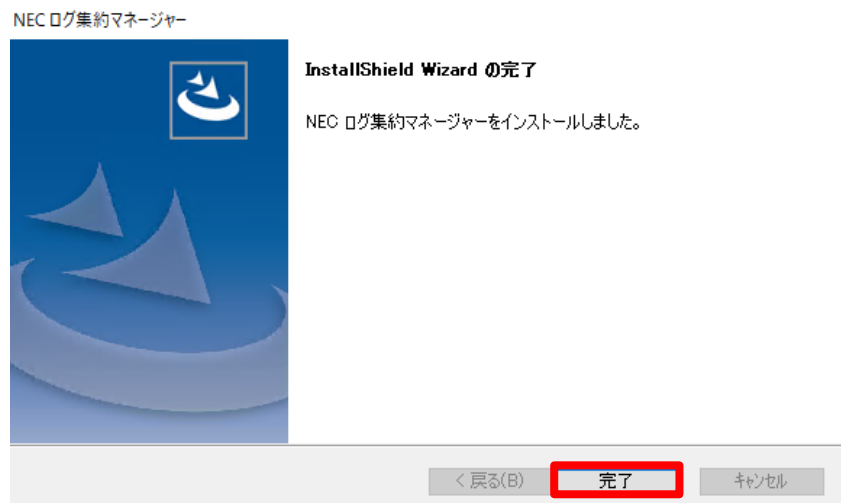 NEC ログ集約マネージャー
InstallShield Wizard の完了
NEC ログ集約マネージャーをインストールしました。
< 戻る(B)
完了
キャンセル